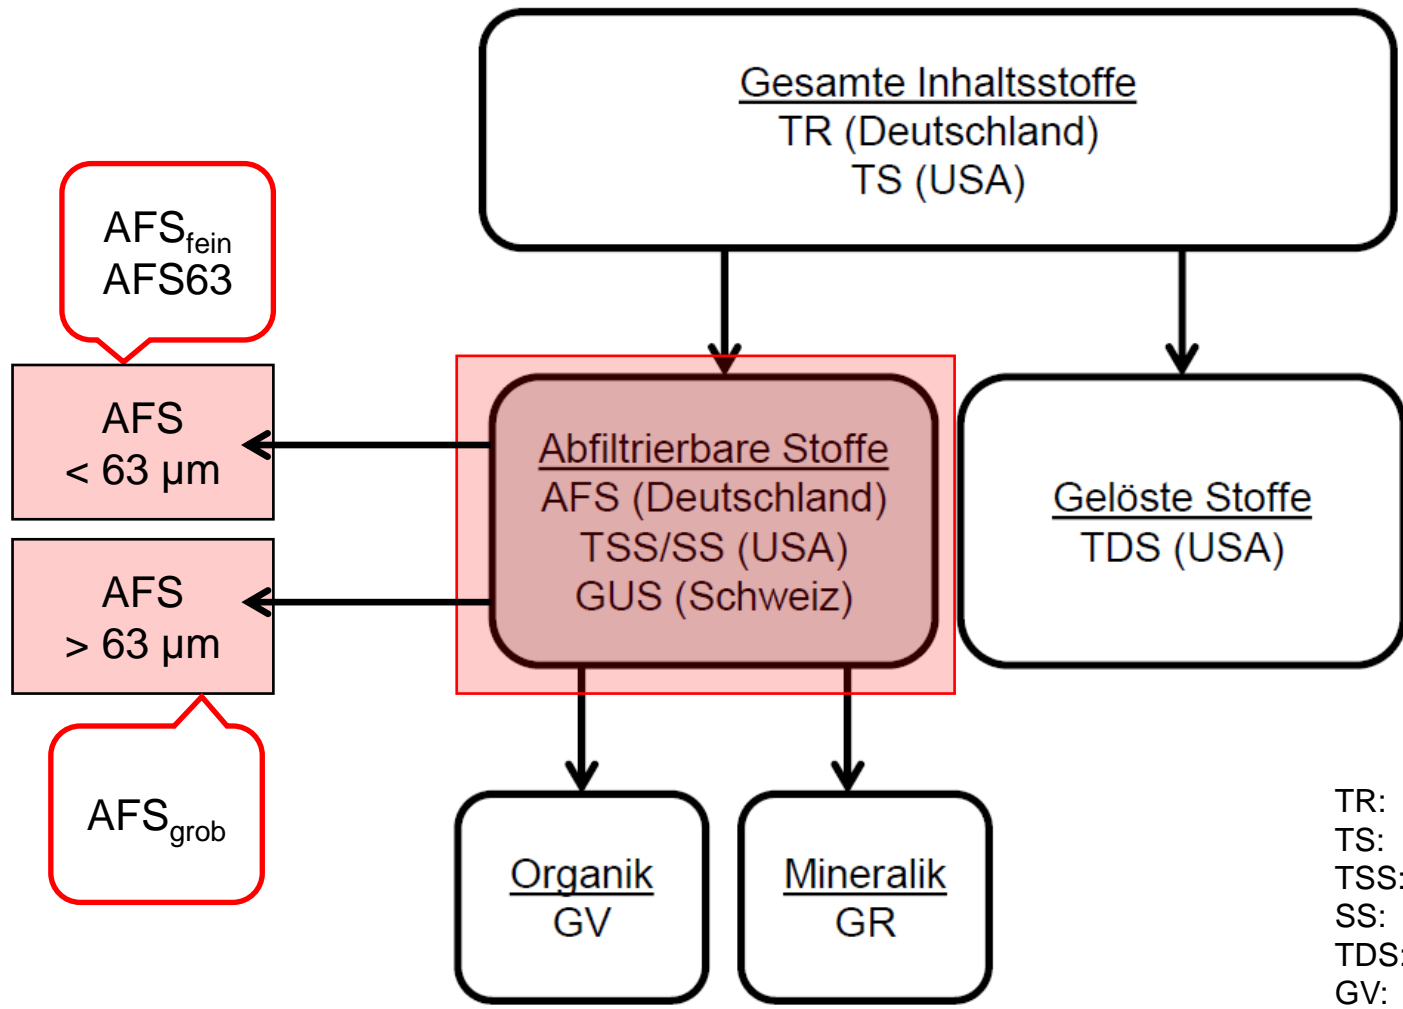 Gesamte Inhaltsstoffe
TR (Deutschland)
TS (USA)
AFSfein
AFS63
AFS
< 63 µm
AFS
> 63 µm
AFSgrob
Abfiltrierbare Stoffe
AFS (Deutschland)
TSS/SS (USA)
GUS (Schweiz)
Gelöste Stoffe
TDS (USA)
Organik
GV
Mineralik
GR
TR:
TS:
TSS:
SS:
TDS:
GV: